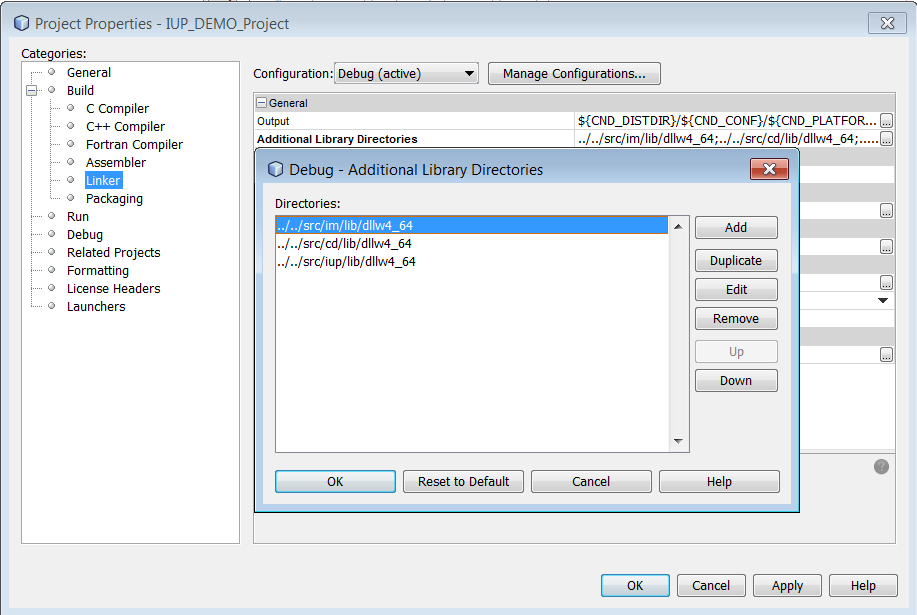 Project Properties - IUP_DEMO_Project
Categories:
General
Build
C Compiler
C++ Compiler
Fortran Compiler
Assembler
Linker
Packaging
Run
Debug
Related Projects
Formatting
License Headers
Launchers
Configuration: Debug (active) Manage Configurations...
General
Output ${CND_DISTDIR}/${CND_CONF}/${CND_PLATFOR... ...
Additional Library Directories ../../src/im/lib/dllw4_64;../../src/cd/lib/dllw4_64;..... ...
Debug - Additional Library Directories
Directories:
../../src/im/lib/dllw4_64
../../src/cd/lib/dllw4_64
../../src/iup/lib/dllw4_64
Add
Duplicate
Edit
Remove
Up
Down
OK Reset to Default Cancel Help
...
...
...
...
?
OK Cancel Apply Help